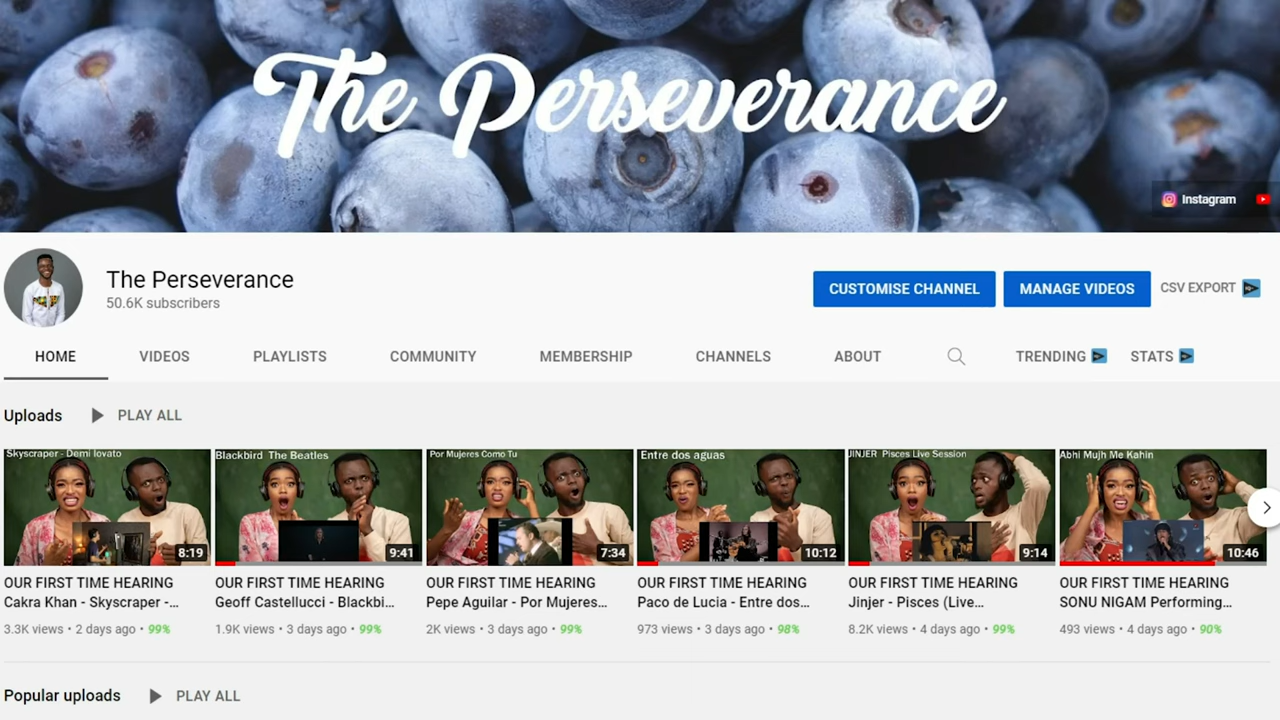 The Perseverance
Instagram
The Perseverance
50.6K subscribers
CUSTOMISE CHANNEL
MANAGE VIDEOS
CSV EXPORT
HOME
VIDEOS
PLAYLISTS
COMMUNITY
MEMBERSHIP
CHANNELS
ABOUT
TRENDING
STATS
Uploads
PLAY ALL
Skyscraper - Demi lovato
8:19
OUR FIRST TIME HEARING
Cakra Khan - Skyscraper -...
3.3K views • 2 days ago • 99%
Blackbird The Beatles
9:41
OUR FIRST TIME HEARING
Geoff Castellucci - Blackbi...
1.9K views • 3 days ago • 99%
Por Mujeres Como Tu
7:34
OUR FIRST TIME HEARING
Pepe Aguilar - Por Mujeres...
2K views • 3 days ago • 99%
Entre dos aguas
10:12
OUR FIRST TIME HEARING
Paco de Lucia - Entre dos...
973 views • 3 days ago • 98%
JINJER Pisces Live Session
9:14
OUR FIRST TIME HEARING
Jinjer - Pisces (Live...
8.2K views • 4 days ago • 99%
Abhi Mujh Me Kahin
10:46
OUR FIRST TIME HEARING
SONU NIGAM Performing...
493 views • 4 days ago • 90%
Popular uploads
PLAY ALL